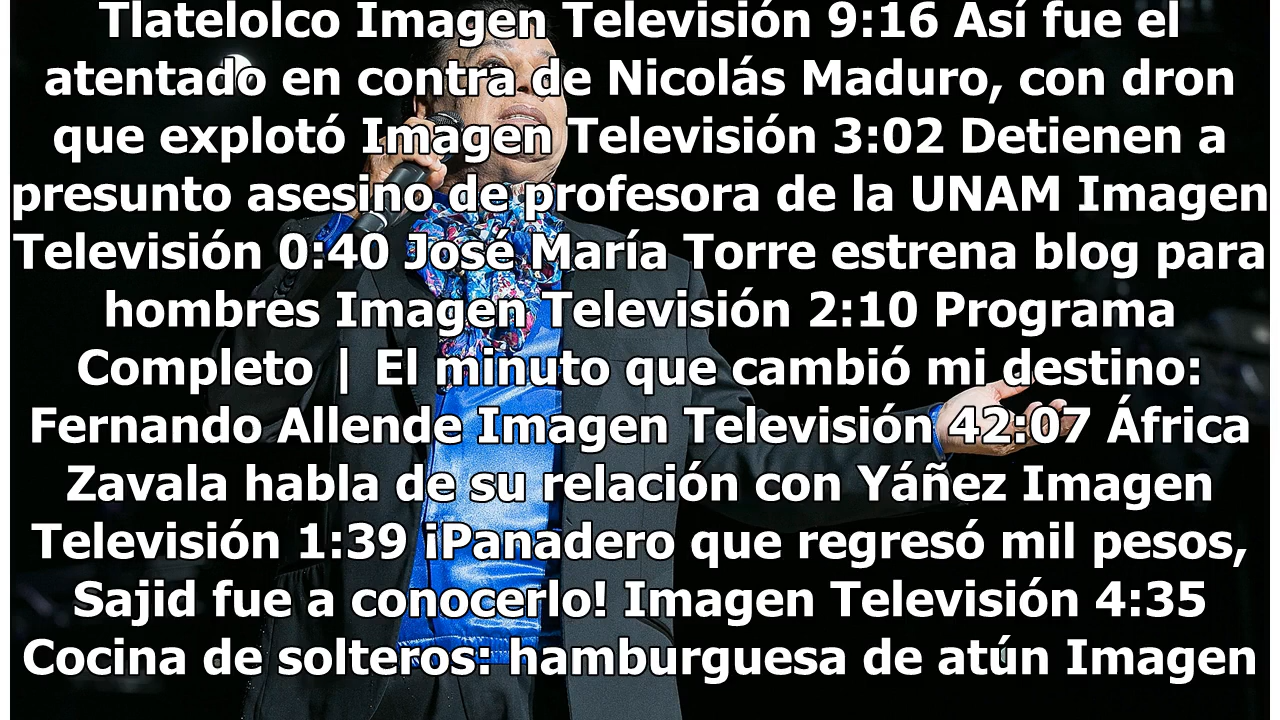 Tlatelolco Imagen Televisión 9:16 Así fue el
atentado en contra de Nicolás Maduro, con dron
que explotó Imagen Televisión 3:02 Detienen a
presunto asesino de profesora de la UNAM Imagen
Televisión 0:40 José María Torre estrena blog para
hombres Imagen Televisión 2:10 Programa
Completo | El minuto que cambió mi destino:
Fernando Allende Imagen Televisión 42:07 África
Zavala habla de su relación con Yáñez Imagen
Televisión 1:39 ¡Panadero que regresó mil pesos,
Sajid fue a conocerlo! Imagen Televisión 4:35
Cocina de solteros: hamburguesa de atún Imagen